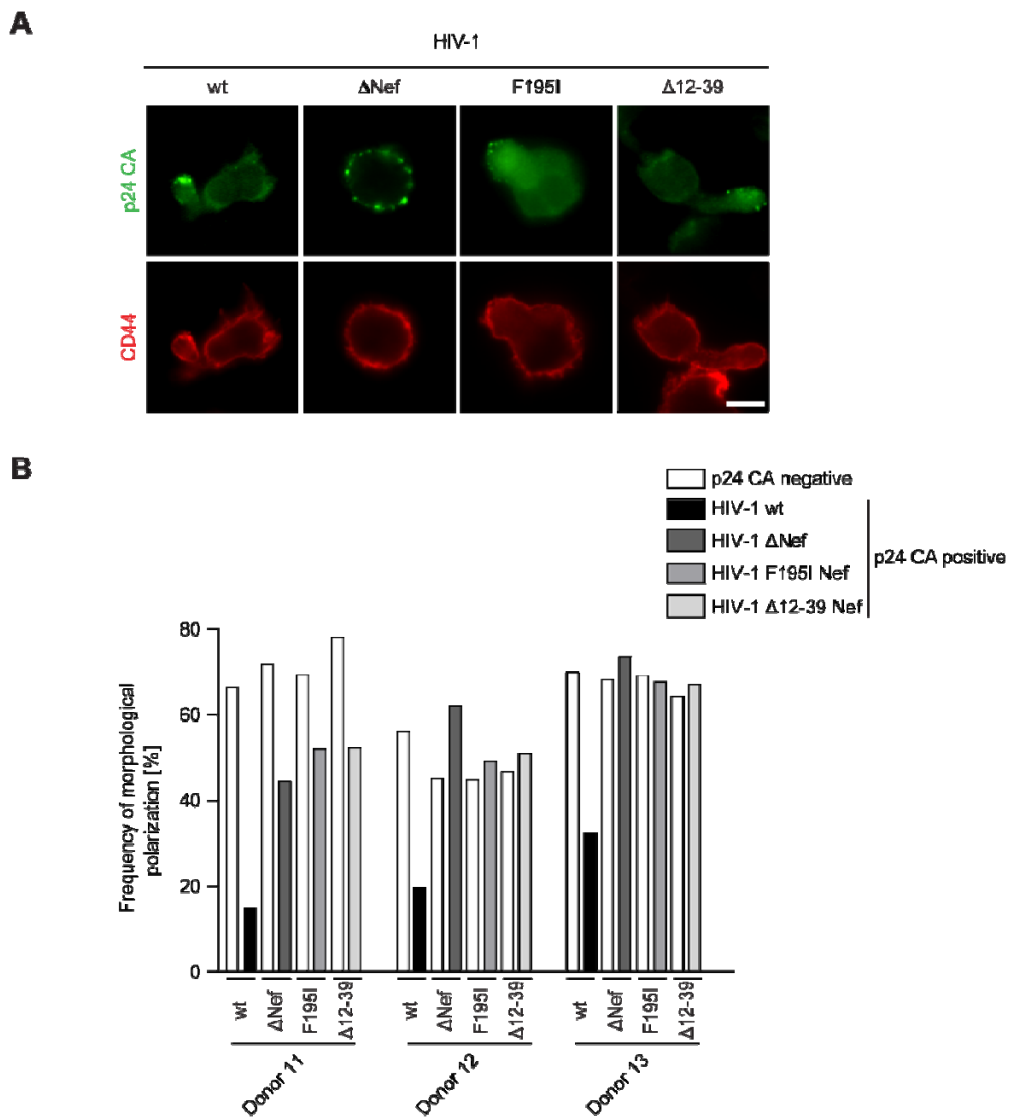 A
HIV-1
wt ΔNef F195I Δ12-39
p24 CA
CD44
B
p24 CA negative
HIV-1 wt
HIV-1 ΔNef
HIV-1 F195I Nef
HIV-1 Δ12-39 Nef
p24 CA positive
Frequency of morphological
polarization [%]
80
60
40
20
0
wt ΔNef F195I Δ12-39 wt ΔNef F195I Δ12-39 wt ΔNef F195I Δ12-39
Donor 11 Donor 12 Donor 13